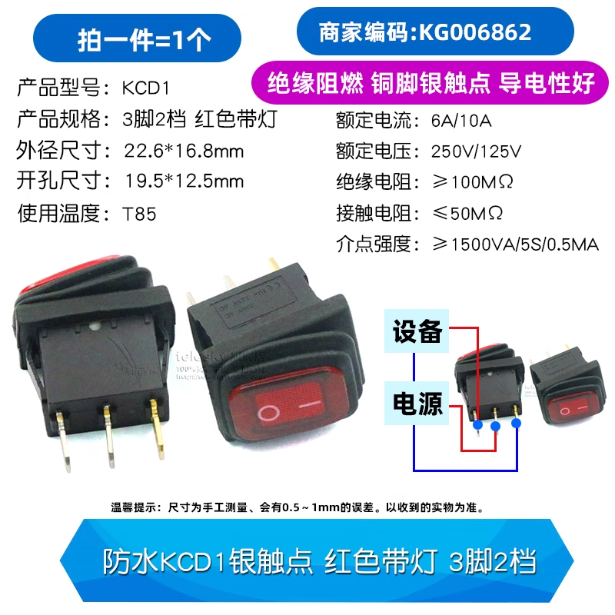 拍一件=1个
商家编码:KG006862
绝缘阻燃 铜脚银触点 导电性好
产品型号: KCD1
产品规格: 3脚2档 红色带灯
外径尺寸: 22.6*16.8mm
开孔尺寸: 19.5*12.5mm
使用温度: T85
额定电流: 6A/10A
额定电压: 250V/125V
绝缘电阻: ≥100MΩ
接触电阻: ≤50MΩ
介点强度: ≥1500VA/5S/0.5MA
设备
电源
温馨提示: 尺寸为手工测量、会有0.5~1mm的误差。以收到的实物为准。
防水KCD1银触点 红色带灯 3脚2档